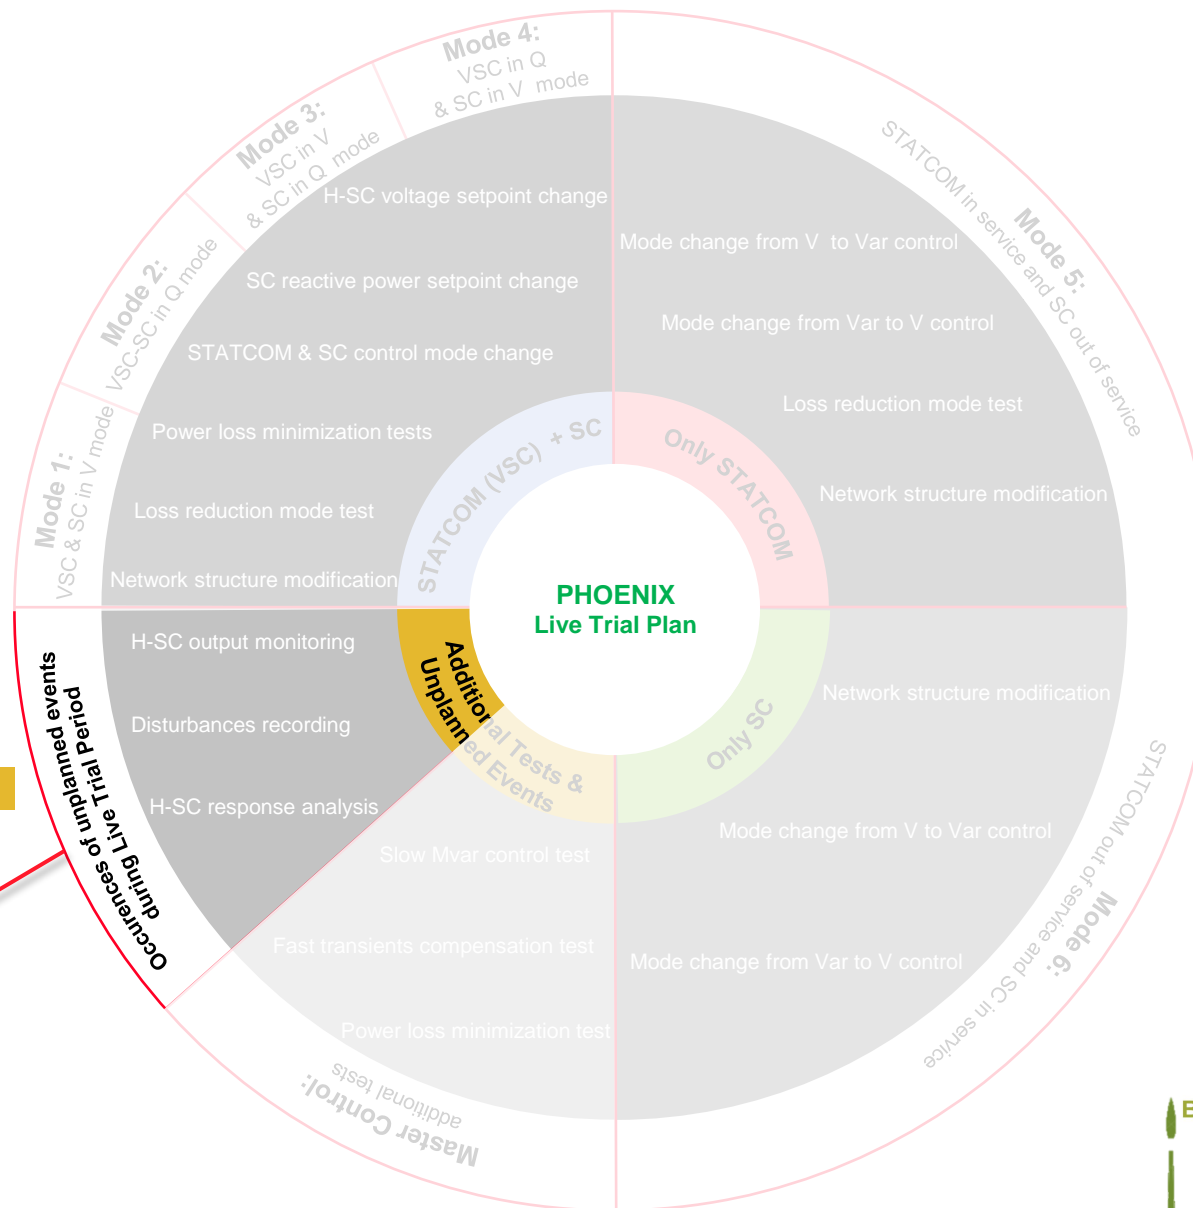 Mode 4:
VSC in Q
& SC in V mode
Mode 3:
VSC in V
& SC in Q mode
Mode 2:
VSC-SC in Q mode
Mode 1:
VSC & SC in V mode
H-SC voltage setpoint change
SC reactive power setpoint change
STATCOM & SC control mode change
Power loss minimization tests
Loss reduction mode test
Network structure modification
STATCOM (VSC) + SC
Mode 5:
STATCOM in service and SC out of service
Mode change from V to Var control
Mode change from Var to V control
Loss reduction mode test
Network structure modification
Only STATCOM
PHOENIX
Live Trial Plan
Occurences of unplanned events
during Live Trial Period
H-SC output monitoring
Disturbances recording
H-SC response analysis
Additional Tests &
Unplanned Events
Slow Mvar control test
Fast transients compensation test
Power loss minimization test
Master Control:
additional tests
Only SC
Network structure modification
Mode change from V to Var control
Mode change from Var to V control
Mode 6:
STATCOM out of service and SC in service
E